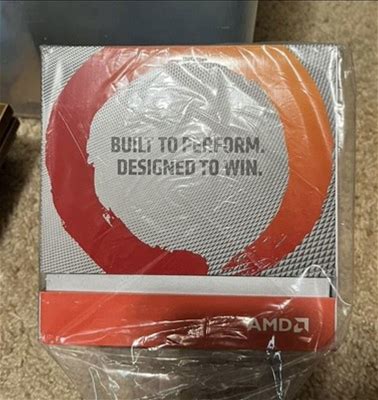 BUILT TO PERFORM.
DESIGNED TO WIN.
AMD